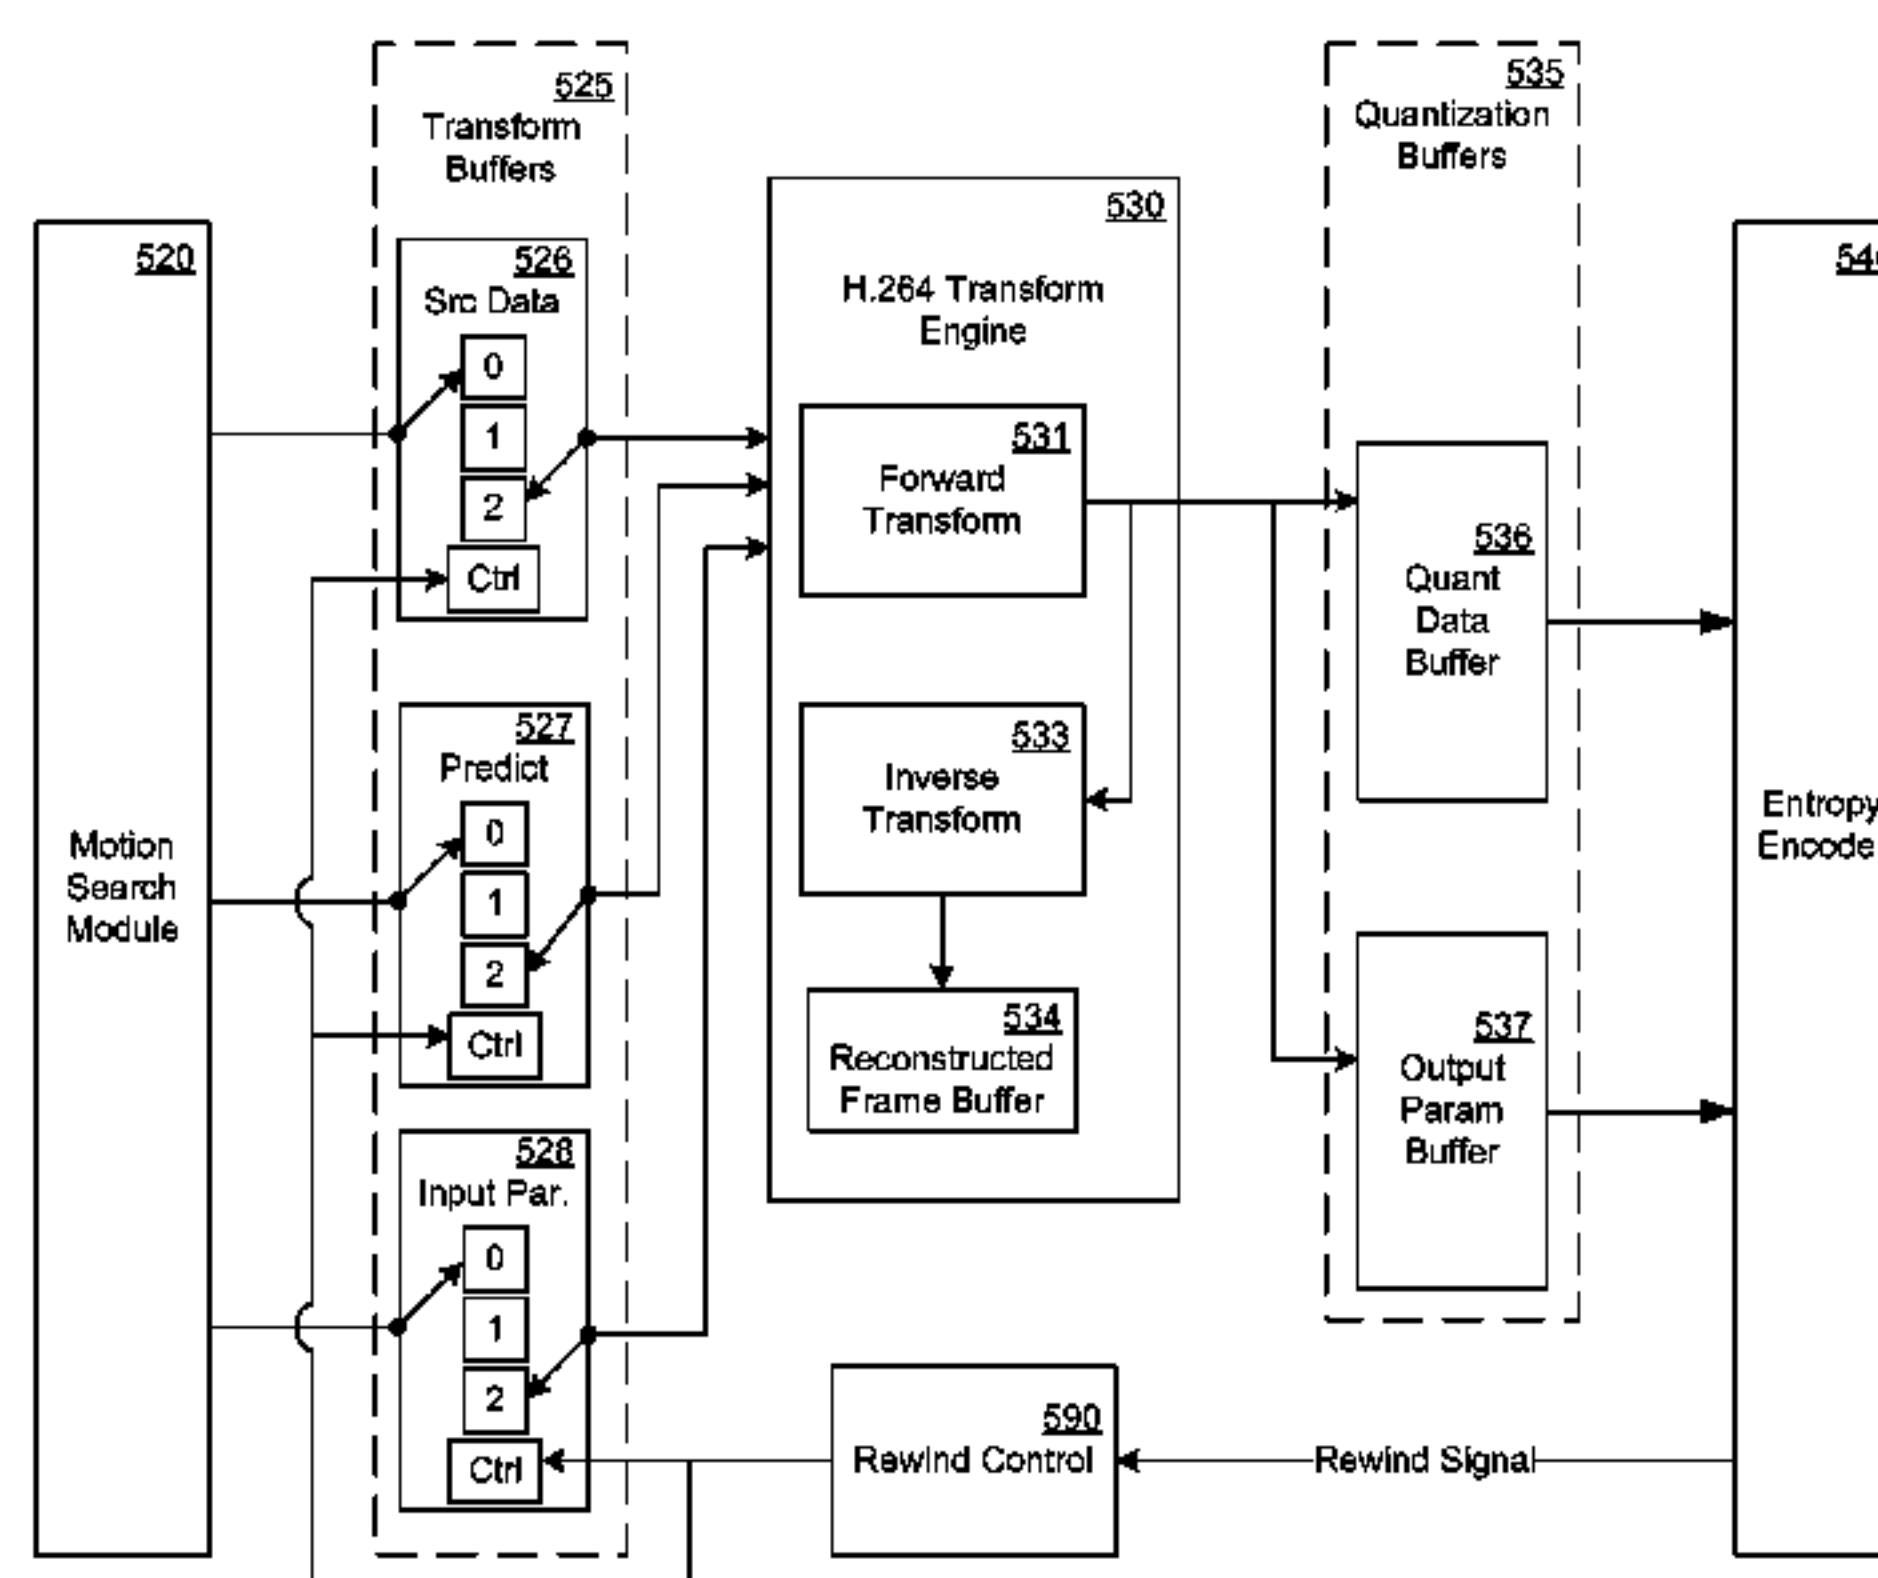 520
Motion
Search
Module
525
Transform
Buffers
526
Src Data
0
1
2
Ctrl
527
Predict
0
1
2
Ctrl
528
Input Par.
0
1
2
Ctrl
530
H.264 Transform
Engine
531
Forward
Transform
533
Inverse
Transform
534
Reconstructed
Frame Buffer
590
Rewind Control
Rewind Signal
535
Quantization
Buffers
536
Quant
Data
Buffer
537
Output
Param
Buffer
Entropy
Encode